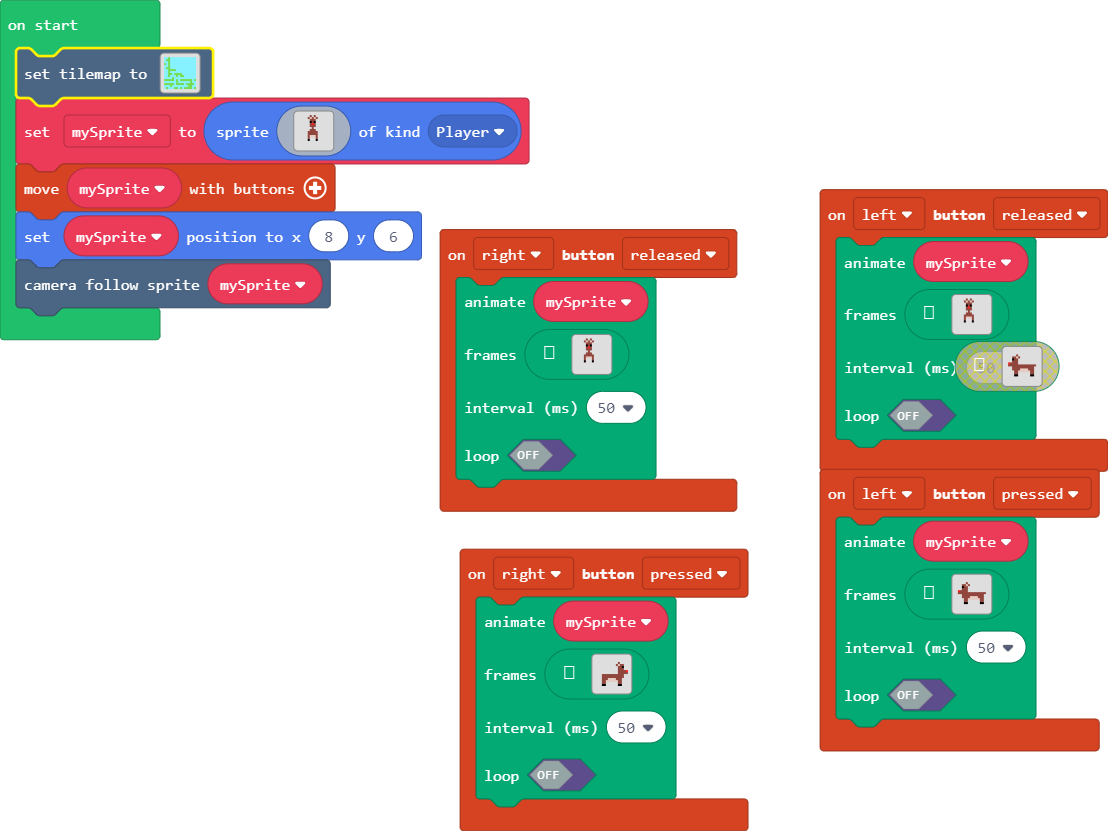 on start
set tilemap to
set mySprite to sprite of kind Player
move mySprite with buttons
set mySprite position to x 8 y 6
camera follow sprite mySprite
on right button released
animate mySprite
frames
interval (ms) 50
loop OFF
on right button pressed
animate mySprite
frames
interval (ms) 50
loop OFF
on left button released
animate mySprite
frames
interval (ms)
loop OFF
on left button pressed
animate mySprite
frames
interval (ms) 50
loop OFF